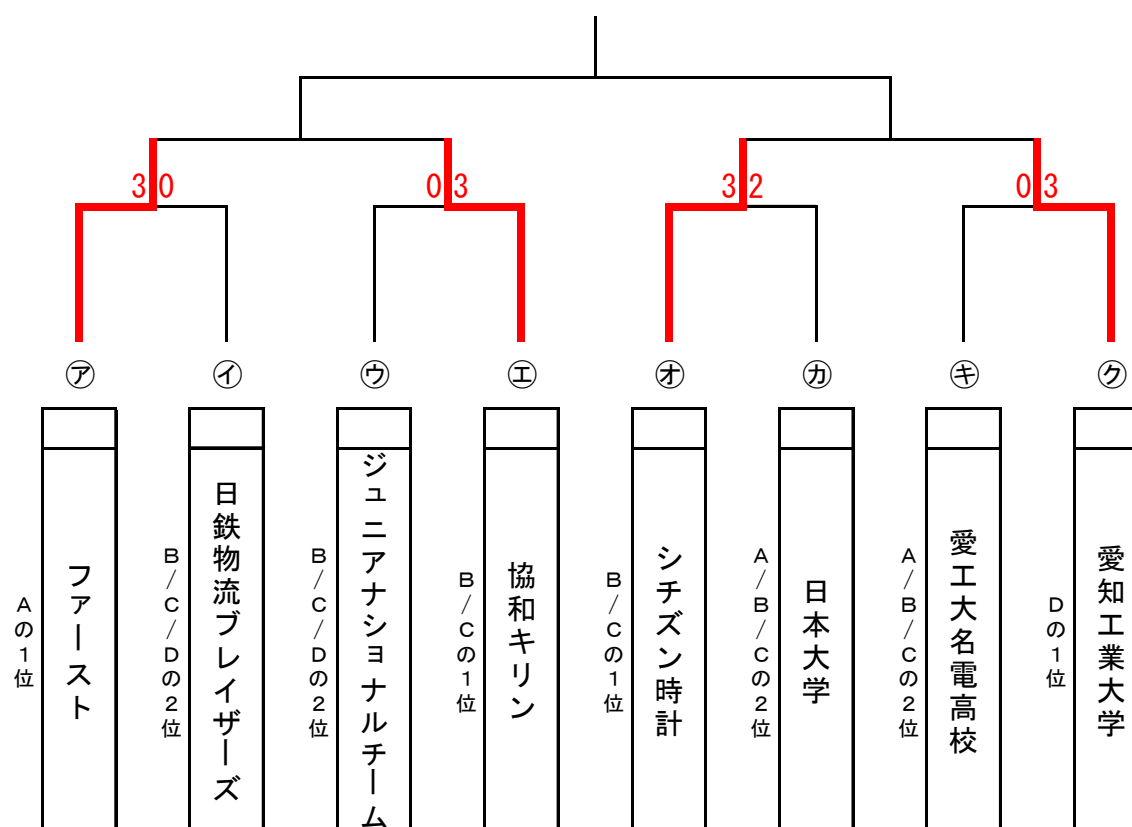 3 0
0 3
3 2
0 3
㋐
㋑
㋒
㋓
㋔
㋕
㋖
㋗
Aの1位
ファースト
B/C/Dの2位
日鉄物流ブレイザーズ
B/C/Dの2位
ジュニアナショナルチーム
B/Cの1位
協和キリン
B/Cの1位
シチズン時計
A/B/Cの2位
日本大学
A/B/Cの2位
愛工大名電高校
Dの1位
愛知工業大学